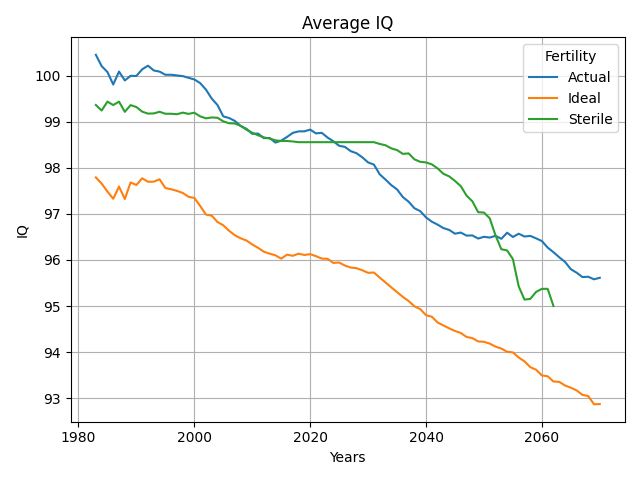 Average IQ
Fertility
Actual
Ideal
Sterile
IQ
100
99
98
97
96
95
94
93
1980
2000
2020
2040
2060
Years